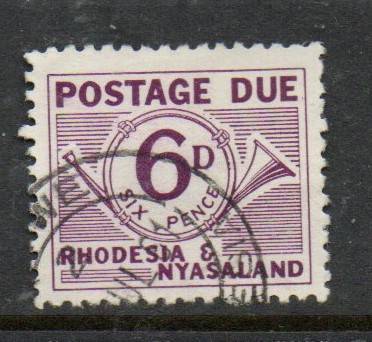 POSTAGE DUE
6D
SIX PENCE
RHODESIA &
NYASALAND